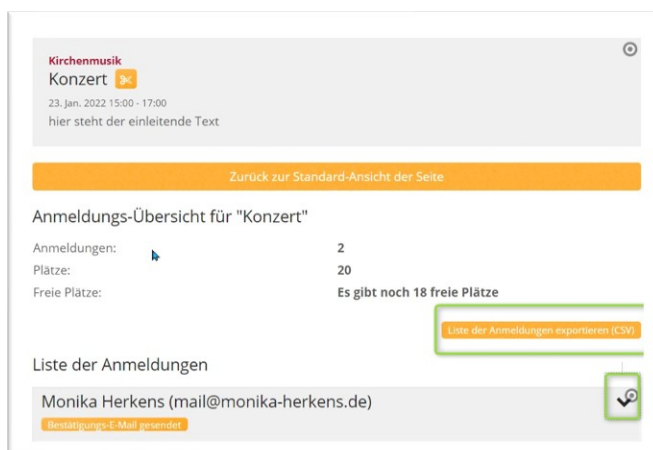 Kirchenmusik
Konzert
23. Jan. 2022 15:00 - 17:00
hier steht der einleitende Text
Zurück zur Standard-Ansicht der Seite
Anmeldungs-Übersicht für "Konzert"
Anmeldungen: 2
Plätze: 20
Freie Plätze: Es gibt noch 18 freie Plätze
Liste der Anmeldungen exportieren (CSV)
Liste der Anmeldungen
Monika Herkens (mail@monika-herkens.de)
Bestätigungs-E-Mail gesendet